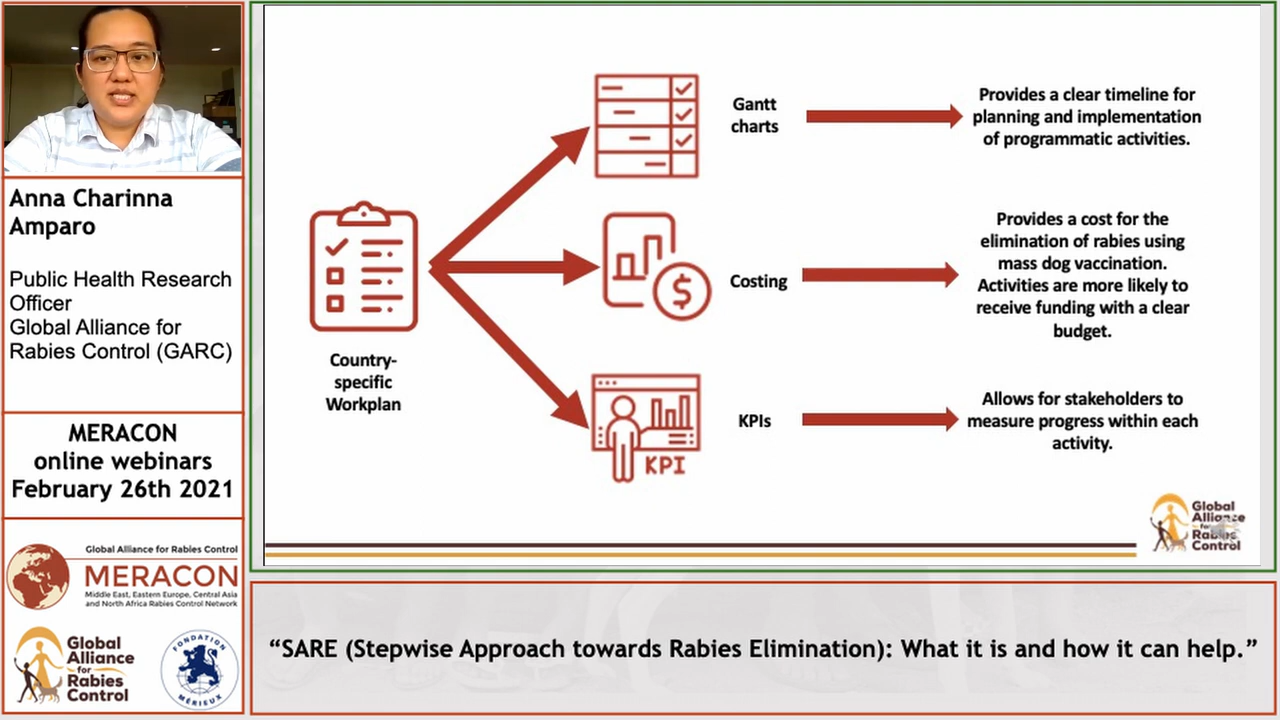 Anna Charinna
Amparo
Public Health Research
Officer
Global Alliance for
Rabies Control (GARC)
MERACON
online webinars
February 26th 2021
Global Alliance for Rabies Control
MERACON
Middle East, Eastern Europe, Central Asia
and North Africa Rabies Control Network
Global
Alliance
for
Rabies
Control
FONDATION
MÉRIEUX
Country-
specific
Workplan
Gantt
charts
Provides a clear timeline for
planning and implementation
of programmatic activities.
$
Costing
Provides a cost for the
elimination of rabies using
mass dog vaccination.
Activities are more likely to
receive funding with a clear
budget.
KPI
KPIs
Allows for stakeholders to
measure progress within each
activity.
Global
Alliance
for
Rabies
Control
“SARE (Stepwise Approach towards Rabies Elimination): What it is and how it can help.”